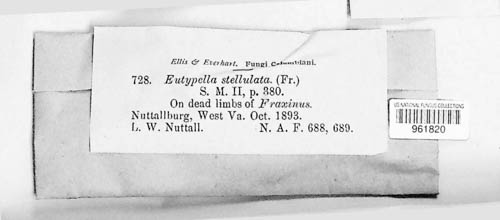 Ellis & Everhart. Fungi Columbiani.
728. Eutypella stellulata. (Fr.)
S. M. II, p. 380.
On dead limbs of Fraxinus.
Nuttallburg, West Va. Oct. 1893.
L. W. Nuttall. N. A. F. 688, 689.
US NATIONAL FUNGUS COLLECTIONS
961820